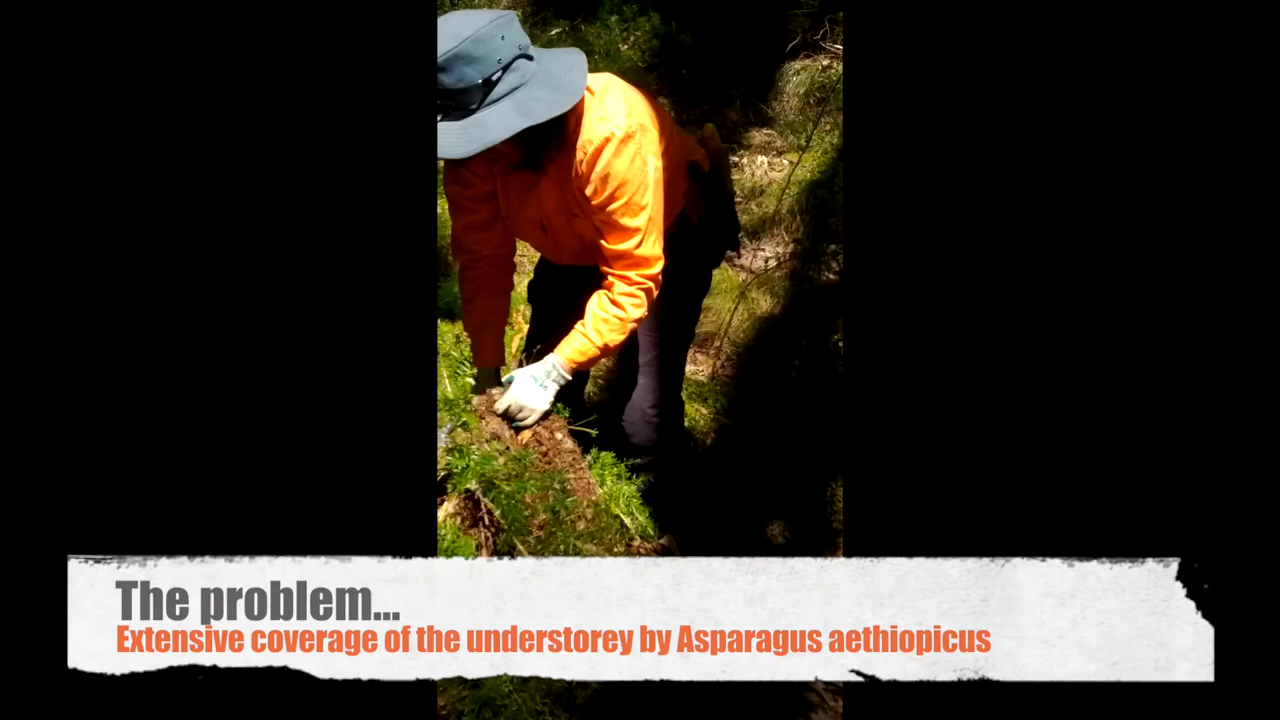 The problem...
Extensive coverage of the understorey by Asparagus aethiopicus